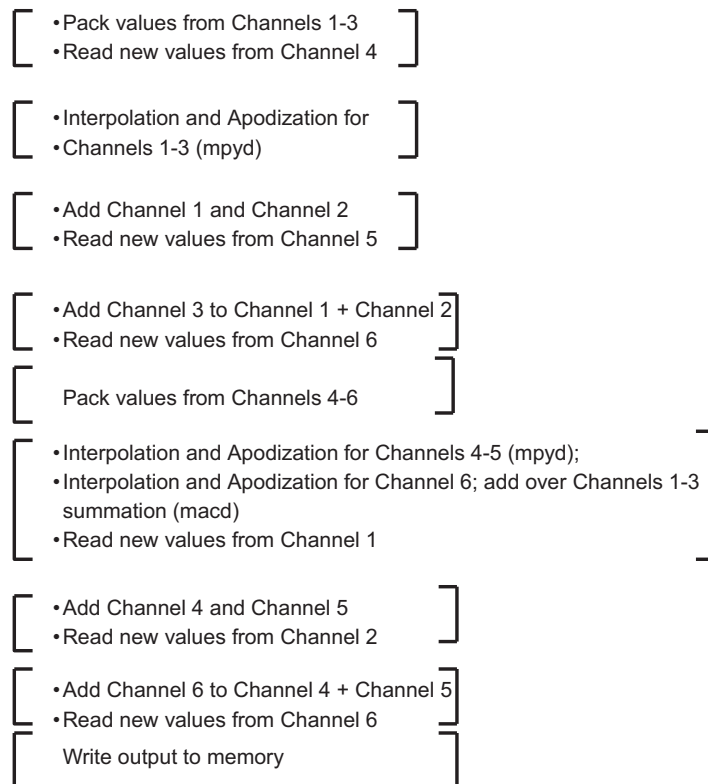 •Pack values from Channels 1-3
•Read new values from Channel 4
•Interpolation and Apodization for
•Channels 1-3 (mpyd)
•Add Channel 1 and Channel 2
•Read new values from Channel 5
•Add Channel 3 to Channel 1 + Channel 2
•Read new values from Channel 6
Pack values from Channels 4-6
•Interpolation and Apodization for Channels 4-5 (mpyd);
•Interpolation and Apodization for Channel 6; add over Channels 1-3
summation (macd)
•Read new values from Channel 1
•Add Channel 4 and Channel 5
•Read new values from Channel 2
•Add Channel 6 to Channel 4 + Channel 5
•Read new values from Channel 6
Write output to memory